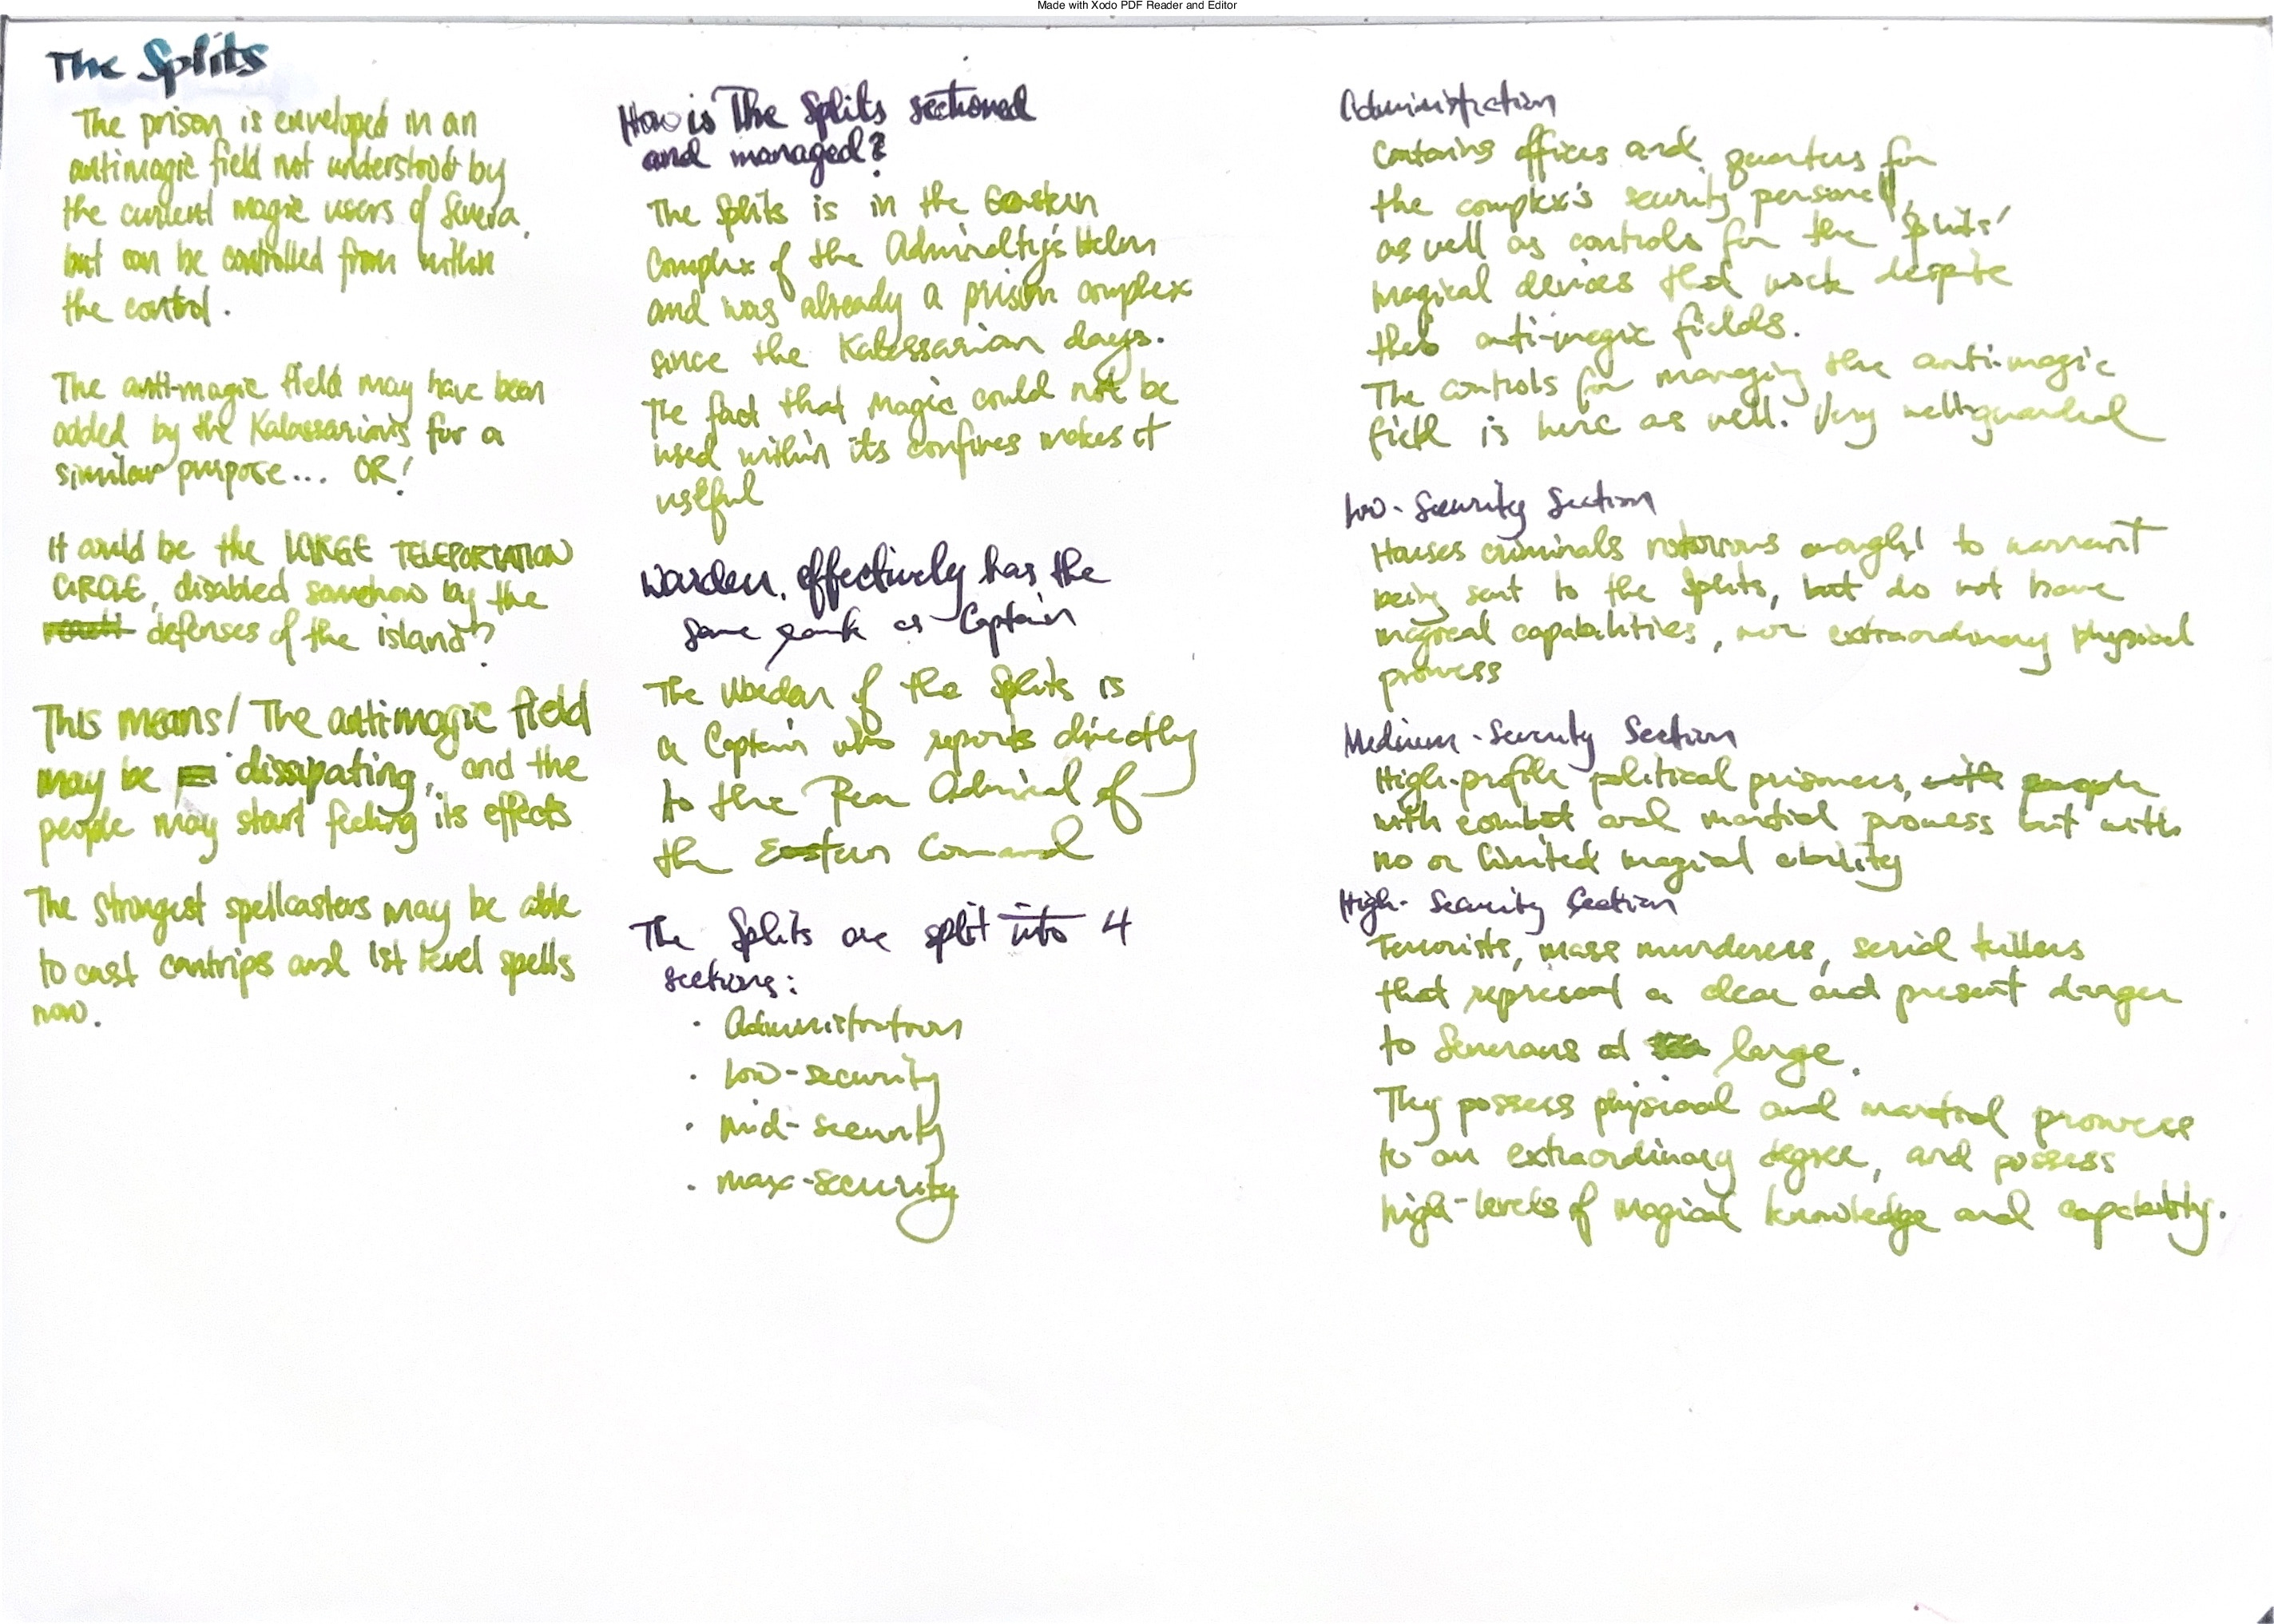 Made with Xodo PDF Reader and Editor
The Splits
The prison is enveloped in an
antimagic field not understood by
the current magic users of Senera,
but can be controlled from within
the control.
The anti-magic field may have been
added by the Kalassarians for a
similar purpose... OR!
It could be the LARGE TELEPORTATION
CIRCLE, disabled somehow by the
defenses of the island?
This means/ The antimagic field
may be dissipating, and the
people may start feeling its effects
The strongest spellcasters may be able
to cast cantrips and 1st level spells
now.
How is The Splits sectioned
and managed?
The Splits is in the Eastern
Complex of the Admiralty's Helm
and was already a prison complex
since the Kalassarian days.
The fact that magic could not be
used within its confines makes it
useful
Warden, effectively has the
same rank as Captain
The Warden of the Splits is
a Captain who reports directly
to the Rear Admiral of
the Eastern Command
The Splits are split into 4
sections:
· Administration
· low-security
· mid-security
· max-security
Administration
Contains offices and quarters for
the complex's security personell,
as well as controls for the Splits'
magical devices that work despite
the anti-magic fields.
The controls for managing the anti-magic
field is here as well. Very well-guarded
Low-Security Section
Houses criminals notorious enough to warrant
being sent to the Splits, but do not have
magical capabilities, nor extraordinary physical
prowess
Medium-Security Section
High-profile political prisoners, with people
with combat and martial prowess but with
no or limited magical ability
High-Security Section
Terrorists, mass murderers, serial killers
that represent a clear and present danger
to Senerans at large.
They possess physical and martial prowess
to an extraordinary degree, and possess
high-levels of magical knowledge and capability.